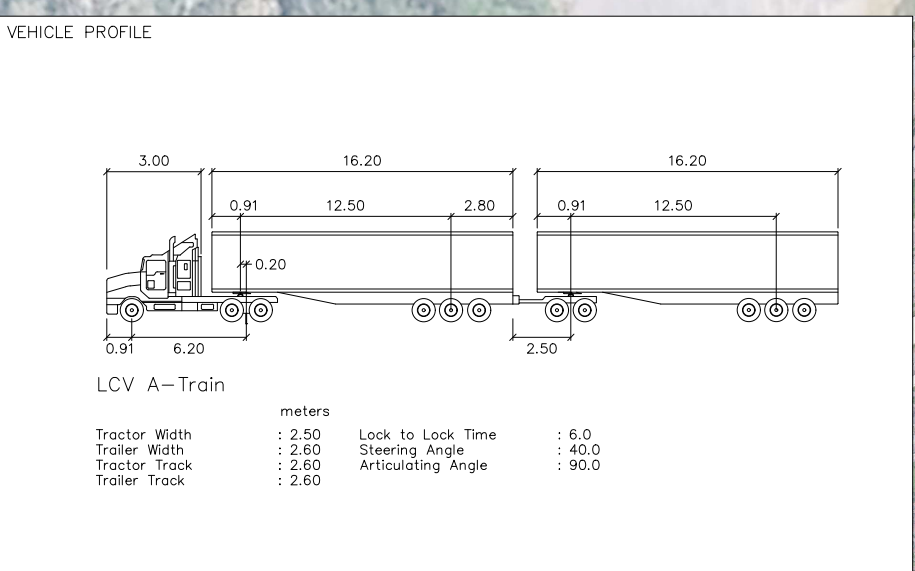 VEHICLE PROFILE
3.00 16.20 16.20
0.91 12.50 2.80 0.91 12.50
0.20
0.91 6.20 2.50
LCV A-Train
meters
Tractor Width : 2.50 Lock to Lock Time : 6.0
Trailer Width : 2.60 Steering Angle : 40.0
Tractor Track : 2.60 Articulating Angle : 90.0
Trailer Track : 2.60